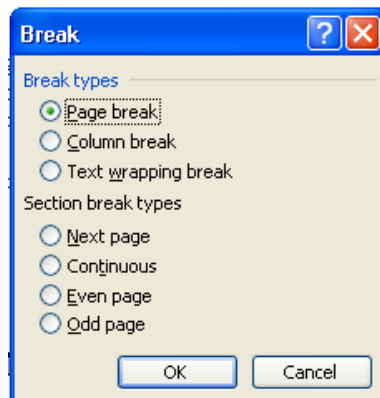 Break
Break types
Page break
Column break
Text wrapping break
Section break types
Next page
Continuous
Even page
Odd page
OK Cancel